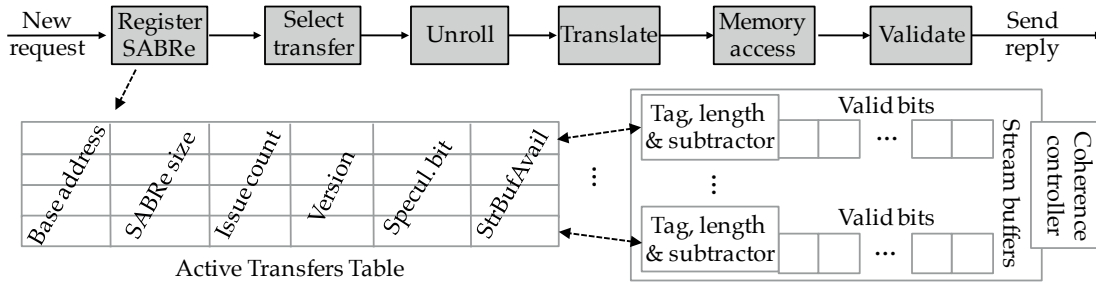 New
request
Register
SABRe
Select
transfer
Unroll
Translate
Memory
access
Validate
Send
reply
Base address
SABRe size
Issue count
Version
Specul. bit
StrBufAvail
Active Transfers Table
⋮
Tag, length
& subtractor
Valid bits
...
⋮
Tag, length
& subtractor
Valid bits
...
Stream buffers
Coherence
controller